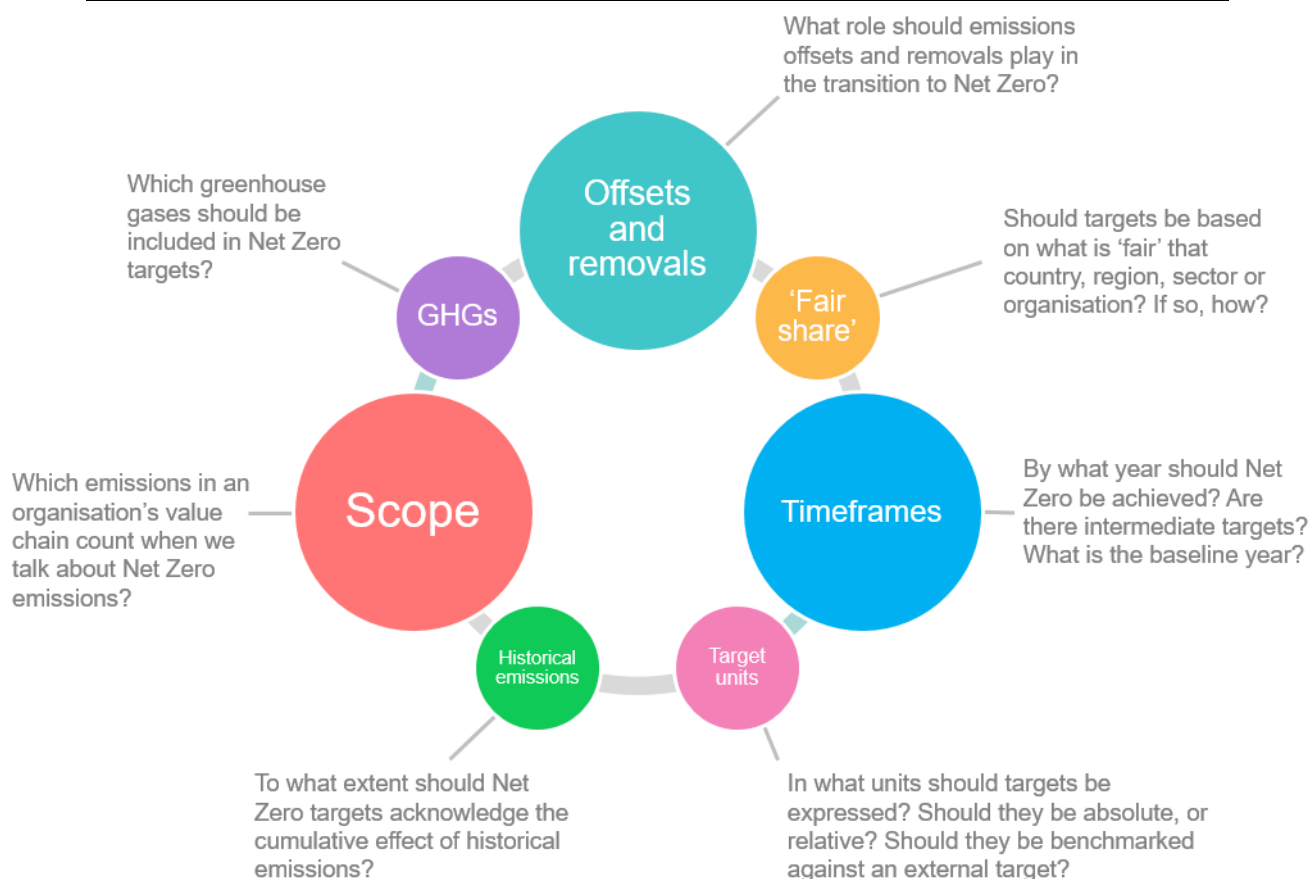 What role should emissions
offsets and removals play in
the transition to Net Zero?
Offsets
and
removals
Which greenhouse
gases should be
included in Net Zero
targets?
GHGs
‘Fair
share’
Should targets be based
on what is ‘fair’ that
country, region, sector or
organisation? If so, how?
Scope
Which emissions in an
organisation’s value
chain count when we
talk about Net Zero
emissions?
Timeframes
By what year should Net
Zero be achieved? Are
there intermediate targets?
What is the baseline year?
Historical
emissions
Target
units
To what extent should Net
Zero targets acknowledge the
cumulative effect of historical
emissions?
In what units should targets be
expressed? Should they be absolute, or
relative? Should they be benchmarked
against an external target?